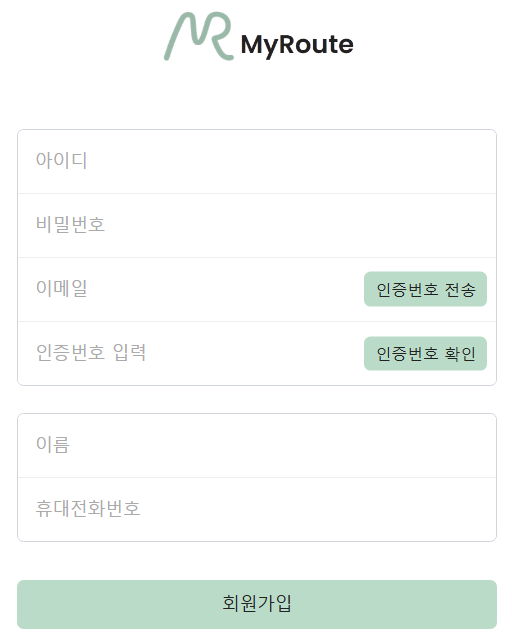 MyRoute
아이디
비밀번호
이메일
인증번호 전송
인증번호 입력
인증번호 확인
이름
휴대전화번호
회원가입